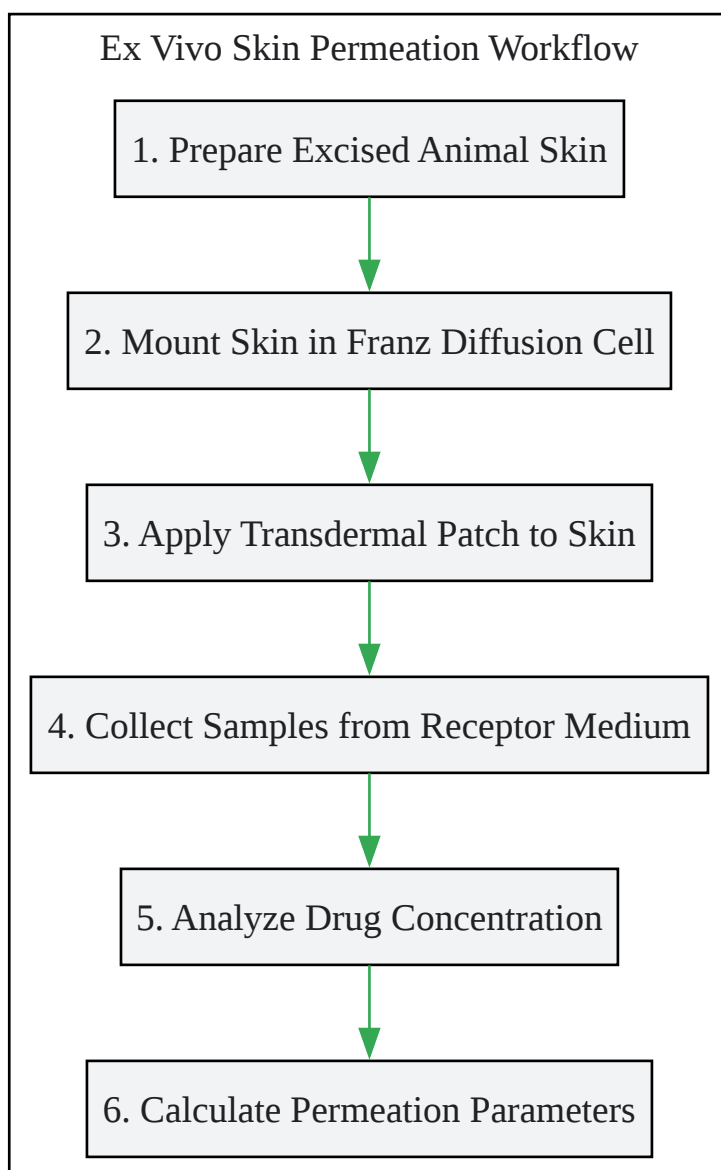 Ex Vivo Skin Permeation Workflow
1. Prepare Excised Animal Skin
2. Mount Skin in Franz Diffusion Cell
3. Apply Transdermal Patch to Skin
4. Collect Samples from Receptor Medium
5. Analyze Drug Concentration
6. Calculate Permeation Parameters